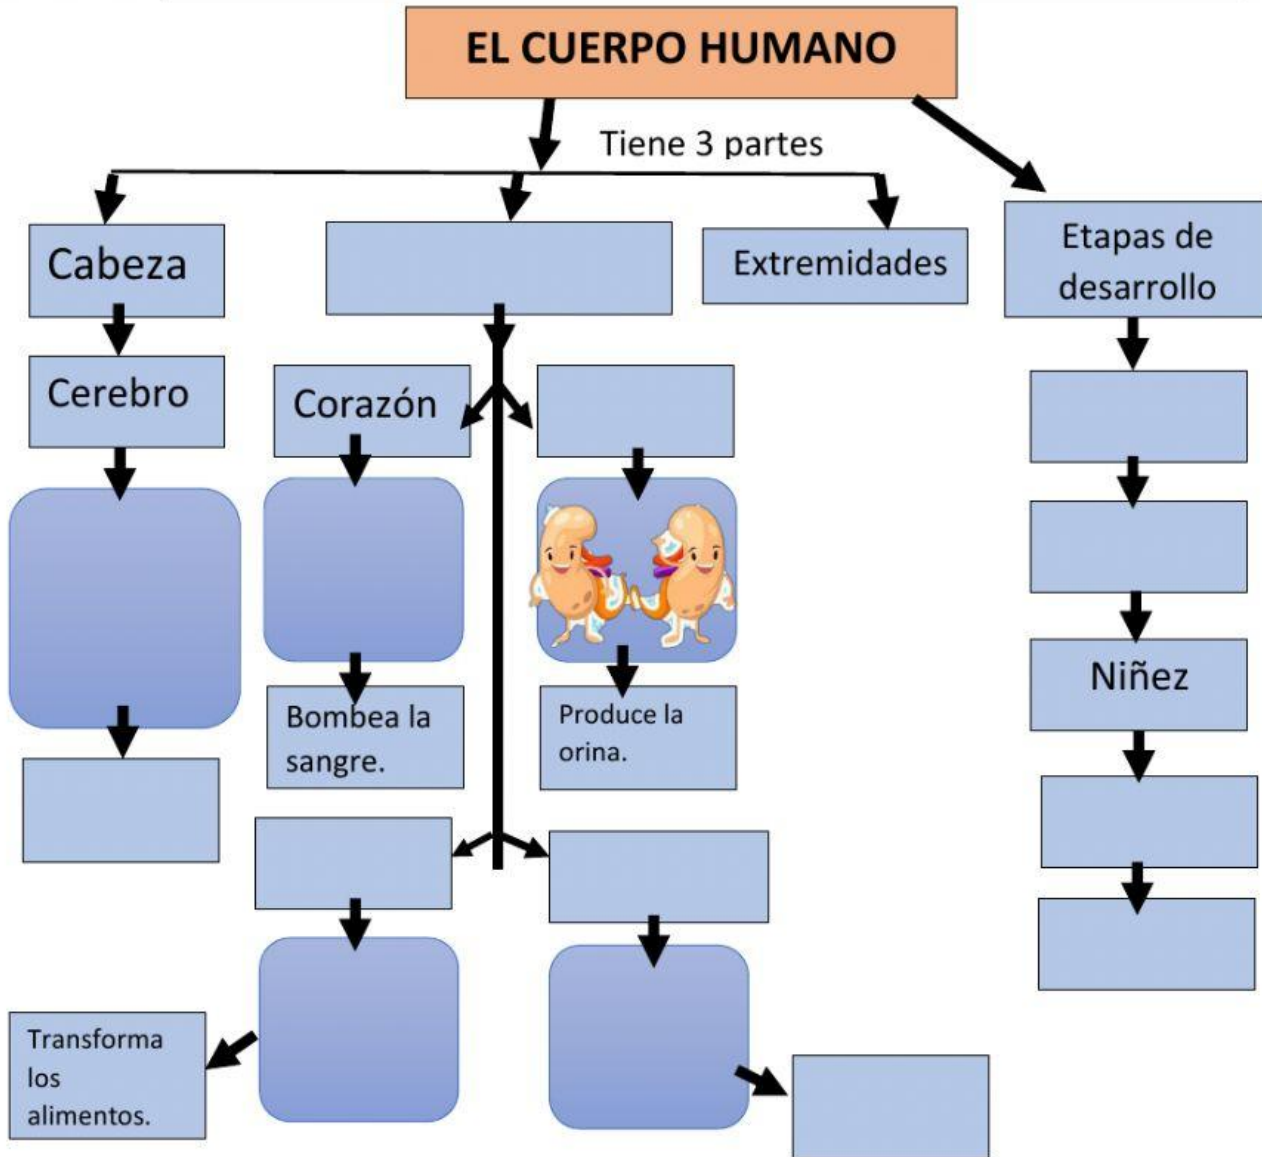 EL CUERPO HUMANO
Tiene 3 partes
Cabeza
Extremidades
Etapas de
desarrollo
Cerebro
Corazón
Niñez
Bombea la
sangre.
Produce la
orina.
Transforma
los
alimentos.